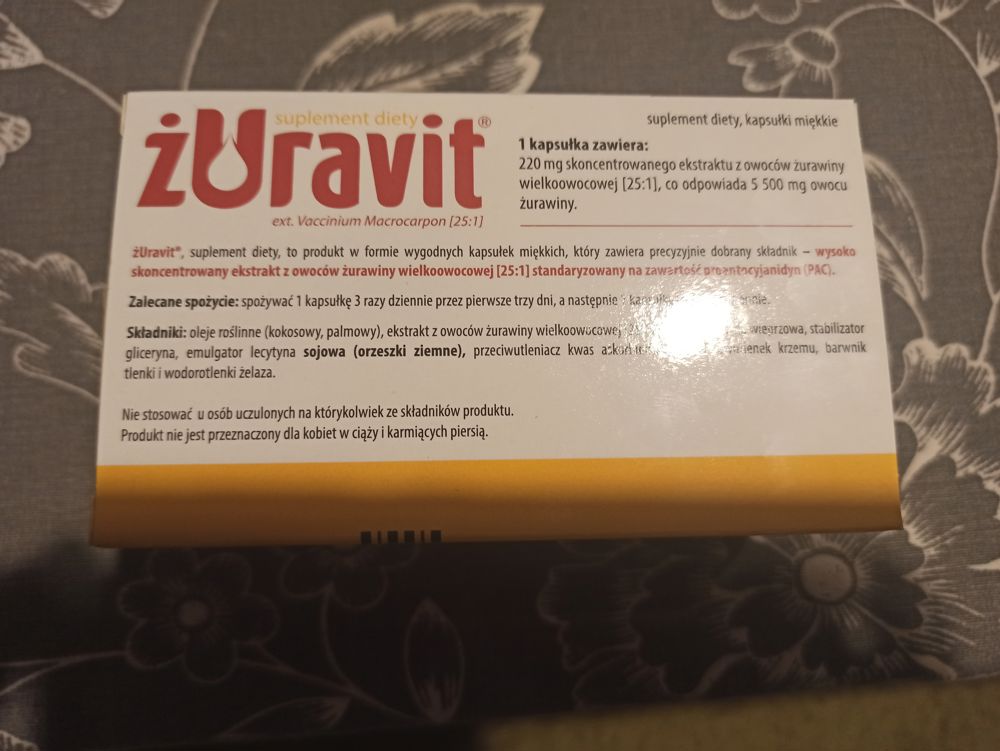 suplement diety
żUravit®
ext. Vaccinium Macrocarpon [25:1]
suplement diety, kapsułki miękkie
1 kapsułka zawiera:
220 mg skoncentrowanego ekstraktu z owoców żurawiny
wielkoowocowej [25:1], co odpowiada 5 500 mg owocu
żurawiny.
żUravit®, suplement diety, to produkt w formie wygodnych kapsułek miękkich, który zawiera precyzyjnie dobrany składnik – wysoko
skoncentrowany ekstrakt z owoców żurawiny wielkoowocowej [25:1] standaryzowany na zawartość proantocyjanidyn (PAC).
Zalecane spożycie: spożywać 1 kapsułkę 3 razy dziennie przez pierwsze trzy dni, a następnie
Składniki: oleje roślinne (kokosowy, palmowy), ekstrakt z owoców żurawiny wielkoowocowej wieprzowa, stabilizator
gliceryna, emulgator lecytyna sojowa (orzeszki ziemne), przeciwutleniacz kwas krzemu, barwnik
tlenki i wodorotlenki żelaza.
Nie stosować u osób uczulonych na którykolwiek ze składników produktu.
Produkt nie jest przeznaczony dla kobiet w ciąży i karmiących piersią.